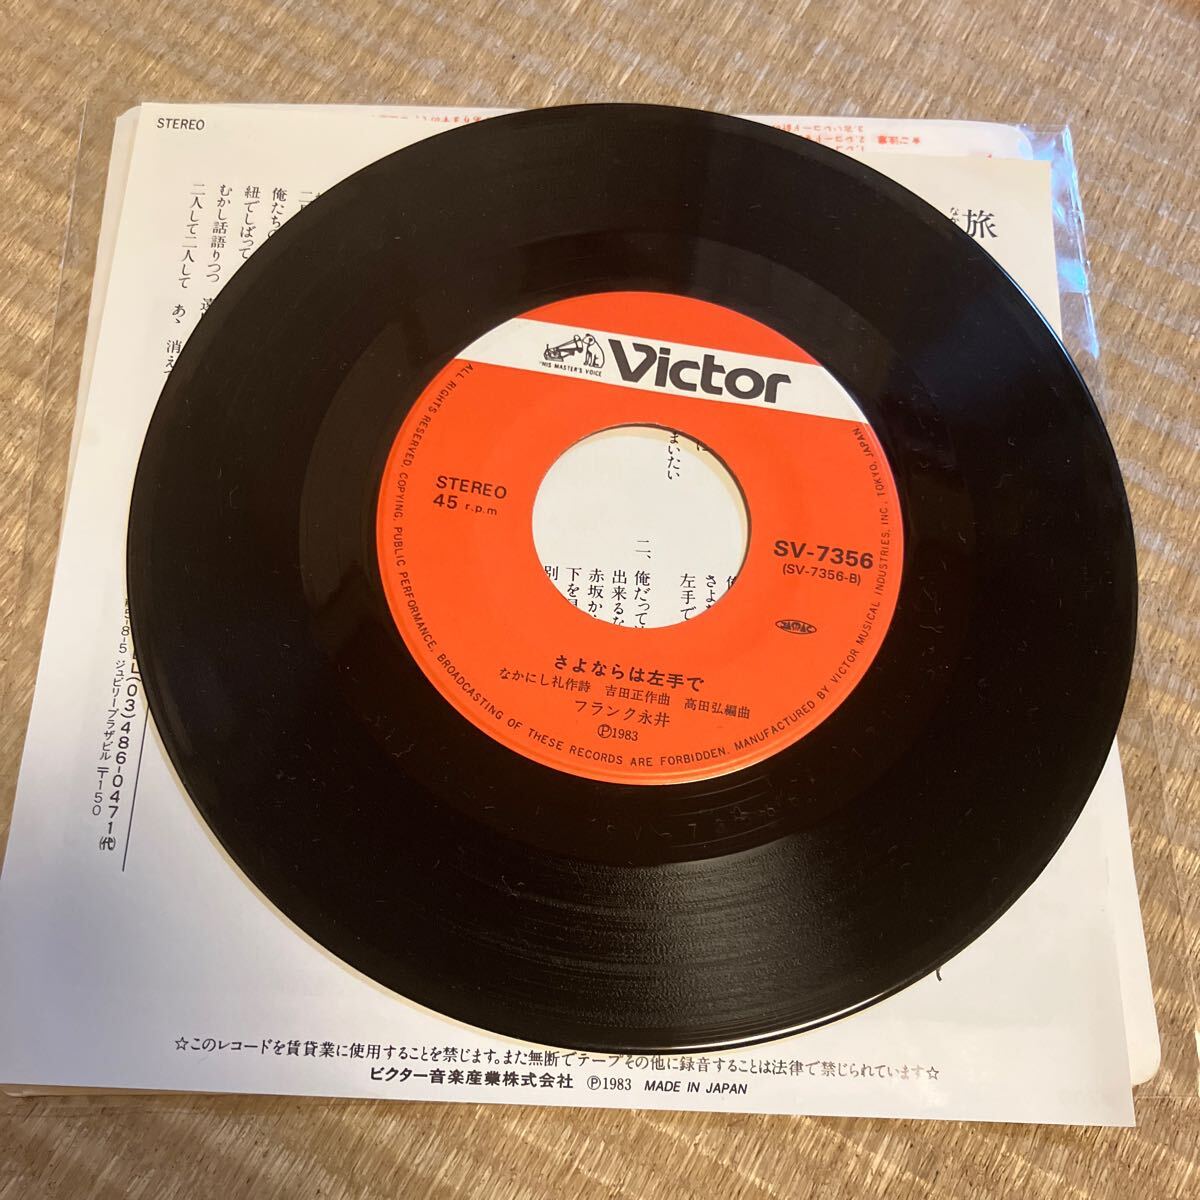 STEREO
旅
むかし話語りつつ
二人して二人して あゝ 消え
紐でしばって
"HIS MASTER'S VOICE"
Victor
STEREO
45 r.p.m
SV-7356
(SV-7356-B)
JASRAC
まいたい
二、
俺だって
出来るな
赤坂か
左手で
さよならは左手で
なかにし礼作詩 吉田正作曲 高田弘編曲
フランク永井
Ⓟ1983
ALL RIGHTS RESERVED. COPYING, PUBLIC PERFORMANCE, BROADCASTING OF THESE RECORDS ARE FORBIDDEN. MANUFACTURED BY VICTOR MUSICAL INDUSTRIES, INC., TOKYO, JAPAN
(03)486-0471(代)
5-8-5 ジュビリープラザビル 〒150
☆このレコードを賃貸業に使用することを禁じます。また無断でテープその他に録音することは法律で禁じられています☆
ビクター音楽産業株式会社 Ⓟ1983 MADE IN JAPAN